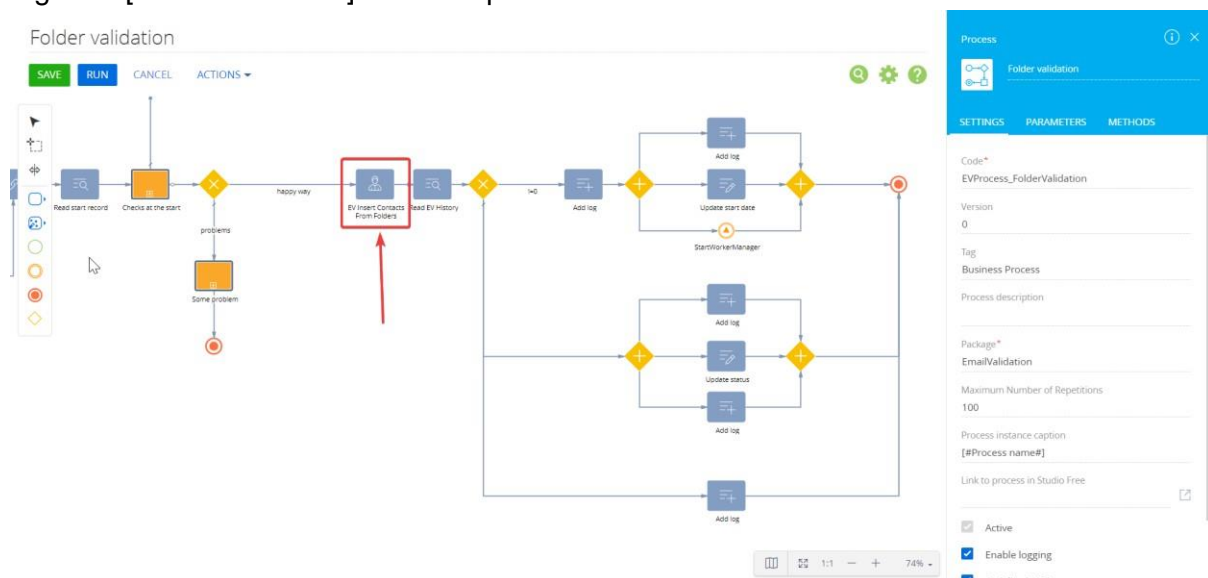 Folder validation
SAVE RUN CANCEL ACTIONS
Read start record
Checks at the start
problems
Some problem
happy way
EV Insert Contacts
From Folders
Read EV History
!=0
Add log
Add log
Update start date
StartWorkerManager
Add log
Update status
Add log
Add log
1:1
74%
Process
Folder validation
SETTINGS PARAMETERS METHODS
Code*
EVProcess_FolderValidation
Version
0
Tag
Business Process
Process description
Package*
EmailValidation
Maximum Number of Repetitions
100
Process instance caption
[#Process name#]
Link to process in Studio Free
Active
Enable logging